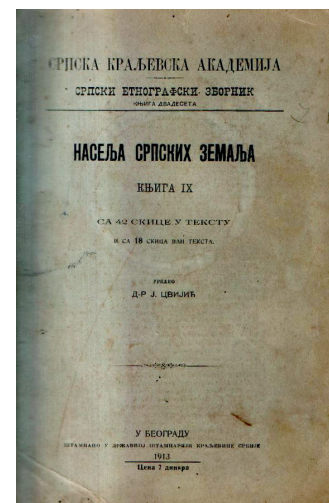 СРПСКА КРАЉЕВСКА АКАДЕМИЈА
СРПСКИ ЕТНОГРАФСКИ ЗБОРНИК
КЊИГА ДВАДЕСЕТА
НАСЕЉА СРПСКИХ ЗЕМАЉА
КЊИГА IX
СА 42 СКИЦЕ У ТЕКСТУ
И СА 18 СКИЦА ВАН ТЕКСТА.
УРЕДИО
Д-Р Ј. ЦВИЈИЋ
У БЕОГРАДУ
ШТАМПАНО У ДРЖАВНОЈ ШТАМПАРИЈИ КРАЉЕВИНЕ СРБИЈЕ
1913
Цена 7 динара